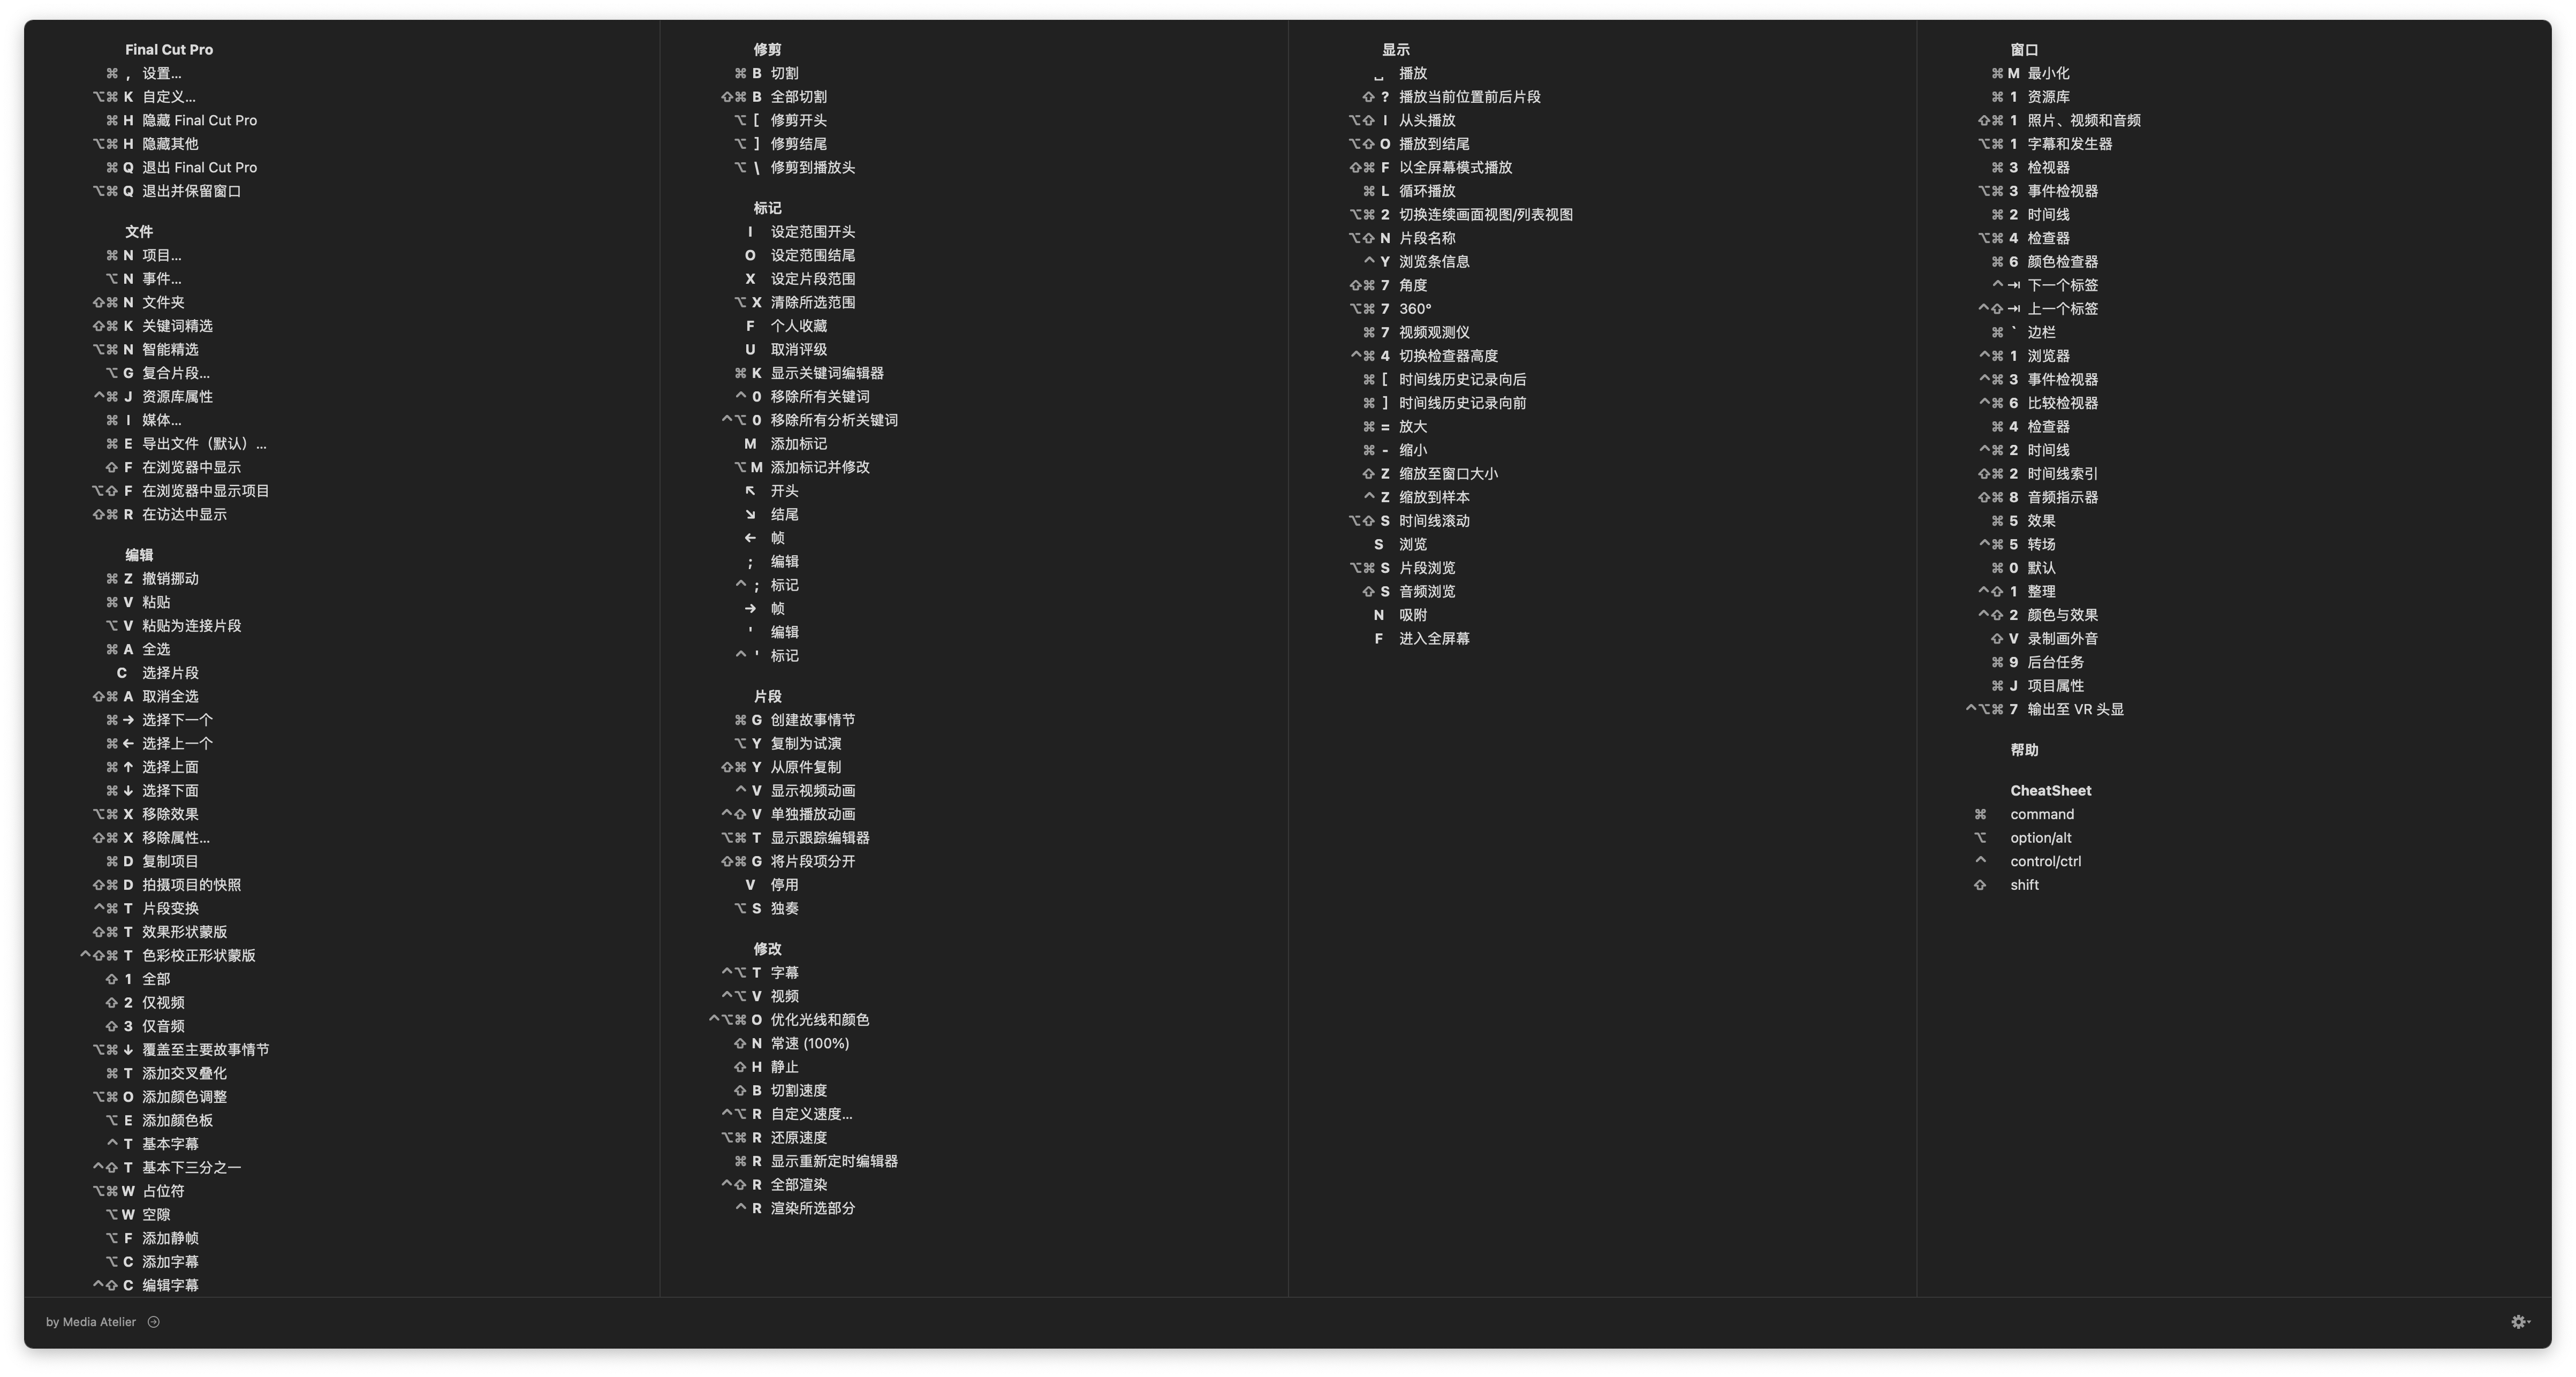 Final Cut Pro
⌘ , 设置...
⌥⌘ K 自定义...
⌘ H 隐藏 Final Cut Pro
⌥⌘ H 隐藏其他
⌘ Q 退出 Final Cut Pro
⌥⌘ Q 退出并保留窗口
文件
⌘ N 项目...
⌥ N 事件...
⇧⌘ N 文件夹
⇧⌘ K 关键词精选
⌥⌘ N 智能精选
⌥ G 复合片段...
^⌘ J 资源库属性
⌘ I 媒体...
⌘ E 导出文件（默认）...
⇧ F 在浏览器中显示
⌥⇧ F 在浏览器中显示项目
⇧⌘ R 在访达中显示
编辑
⌘ Z 撤销挪动
⌘ V 粘贴
⌥ V 粘贴为连接片段
⌘ A 全选
C 选择片段
⇧⌘ A 取消全选
⌘ → 选择下一个
⌘ ← 选择上一个
⌘ ↑ 选择上面
⌘ ↓ 选择下面
⌥⌘ X 移除效果
⇧⌘ X 移除属性...
⌘ D 复制项目
⇧⌘ D 拍摄项目的快照
^⌘ T 片段变换
⇧⌘ T 效果形状蒙版
^⇧⌘ T 色彩校正形状蒙版
⇧ 1 全部
⇧ 2 仅视频
⇧ 3 仅音频
⌥⌘ ↓ 覆盖至主要故事情节
⌘ T 添加交叉叠化
⌥⌘ O 添加颜色调整
⌥ E 添加颜色板
^ T 基本字幕
^⇧ T 基本下三分之一
⌥⌘ W 占位符
⌥ W 空隙
⌥ F 添加静帧
⌥ C 添加字幕
^⇧ C 编辑字幕
修剪
⌘ B 切割
⇧⌘ B 全部切割
⌥ [ 修剪开头
⌥ ] 修剪结尾
⌥ \ 修剪到播放头
标记
I 设定范围开头
O 设定范围结尾
X 设定片段范围
⌥ X 清除所选范围
F 个人收藏
U 取消评级
⌘ K 显示关键词编辑器
^ 0 移除所有关键词
^⌥ 0 移除所有分析关键词
M 添加标记
⌥ M 添加标记并修改
↖ 开头
↘ 结尾
← 帧
; 编辑
^ ; 标记
→ 帧
' 编辑
^ ' 标记
片段
⌘ G 创建故事情节
⌥ Y 复制为试演
⇧⌘ Y 从原件复制
^ V 显示视频动画
^⇧ V 单独播放动画
⌥⌘ T 显示跟踪编辑器
⇧⌘ G 将片段项分开
V 停用
⌥ S 独奏
修改
^⌥ T 字幕
^⌥ V 视频
^⌥⌘ O 优化光线和颜色
⇧ N 常速 (100%)
⇧ H 静止
⇧ B 切割速度
^⌥ R 自定义速度...
⌥⌘ R 还原速度
⌘ R 显示重新定时编辑器
^⇧ R 全部渲染
^ R 渲染所选部分
显示
␣ 播放
⇧ ? 播放当前位置前后片段
⌥⇧ I 从头播放
⌥⇧ O 播放到结尾
⇧⌘ F 以全屏幕模式播放
⌘ L 循环播放
⌥⌘ 2 切换连续画面视图/列表视图
⌥⇧ N 片段名称
^ Y 浏览条信息
⇧⌘ 7 角度
⌥⌘ 7 360°
⌘ 7 视频观测仪
^⌘ 4 切换检查器高度
⌘ [ 时间线历史记录向后
⌘ ] 时间线历史记录向前
⌘ = 放大
⌘ - 缩小
⇧ Z 缩放至窗口大小
^ Z 缩放到样本
⌥⇧ S 时间线滚动
S 浏览
⌥⌘ S 片段浏览
⇧ S 音频浏览
N 吸附
F 进入全屏幕
窗口
⌘ M 最小化
⌘ 1 资源库
⇧⌘ 1 照片、视频和音频
⌥⌘ 1 字幕和发生器
⌘ 3 检视器
⌥⌘ 3 事件检视器
⌘ 2 时间线
⌥⌘ 4 检查器
⌘ 6 颜色检查器
^ ⇥ 下一个标签
^⇧ ⇥ 上一个标签
⌘ ` 边栏
^⌘ 1 浏览器
^⌘ 3 事件检视器
^⌘ 6 比较检视器
⌘ 4 检查器
^⌘ 2 时间线
⇧⌘ 2 时间线索引
⇧⌘ 8 音频指示器
⌘ 5 效果
^⌘ 5 转场
⌘ 0 默认
^⇧ 1 整理
^⇧ 2 颜色与效果
⇧ V 录制画外音
⌘ 9 后台任务
⌘ J 项目属性
^⌥⌘ 7 输出至 VR 头显
帮助
CheatSheet
⌘ command
⌥ option/alt
^ control/ctrl
⇧ shift
by Media Atelier